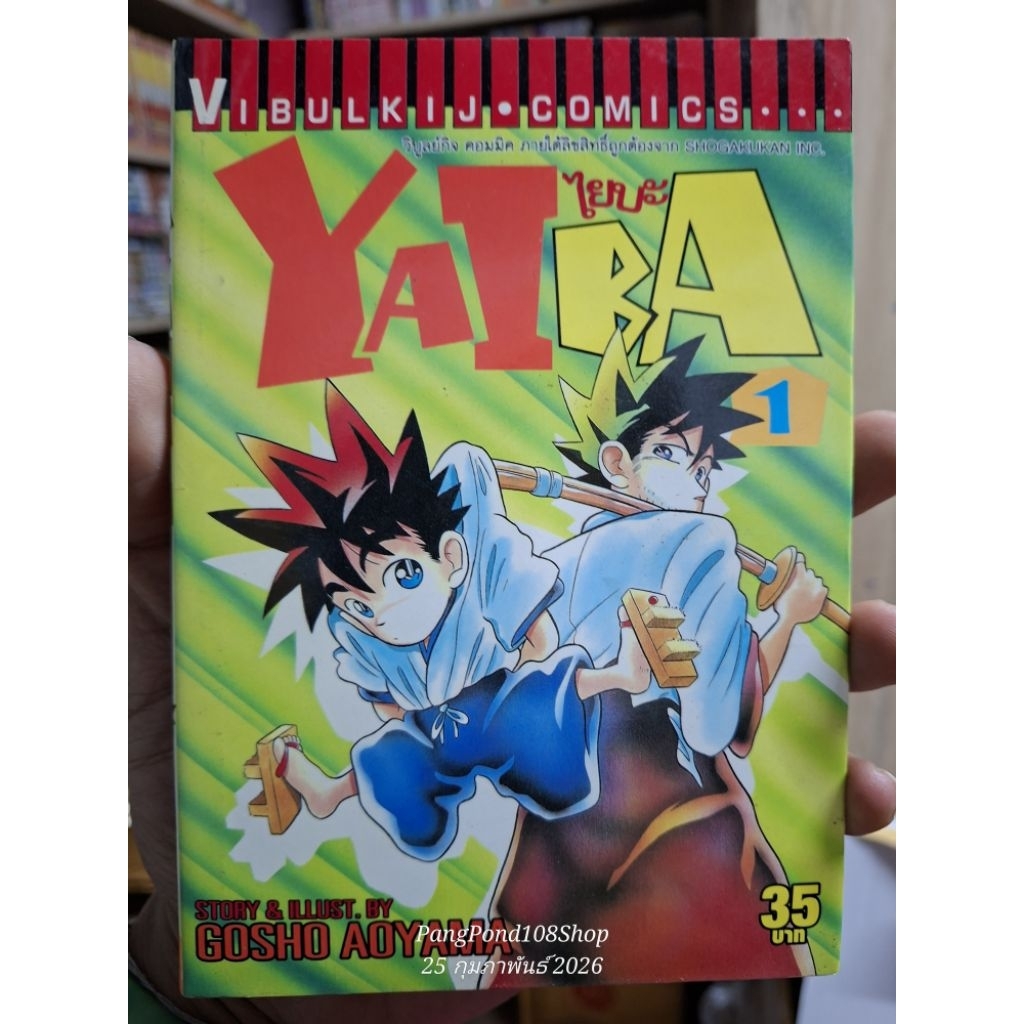 VIBULKIJ•COMICS...
วิบูลย์กิจ คอมมิค ภายใต้ลิขสิทธิ์ถูกต้องจาก SHOGAKUKAN INC.
YAIBA
ไยบะ
1
STORY & ILLUST. BY
GOSHO AOYAMA
35
บาท
PangPond108Shop
25 กุมภาพันธ์ 2026